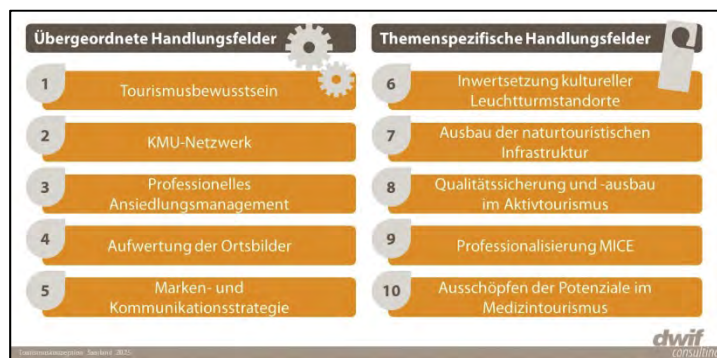 Übergeordnete Handlungsfelder
1
Tourismusbewusstsein
2
KMU-Netzwerk
3
Professionelles
Ansiedlungsmanagement
4
Aufwertung der Ortsbilder
5
Marken- und
Kommunikationsstrategie
Themenspezifische Handlungsfelder
6
Inwertsetzung kultureller
Leuchtturmstandorte
7
Ausbau der naturtouristischen
Infrastruktur
8
Qualitätssicherung und -ausbau
im Aktivtourismus
9
Professionalisierung MICE
10
Ausschöpfen der Potenziale im
Medizintourismus
dwif
consulting